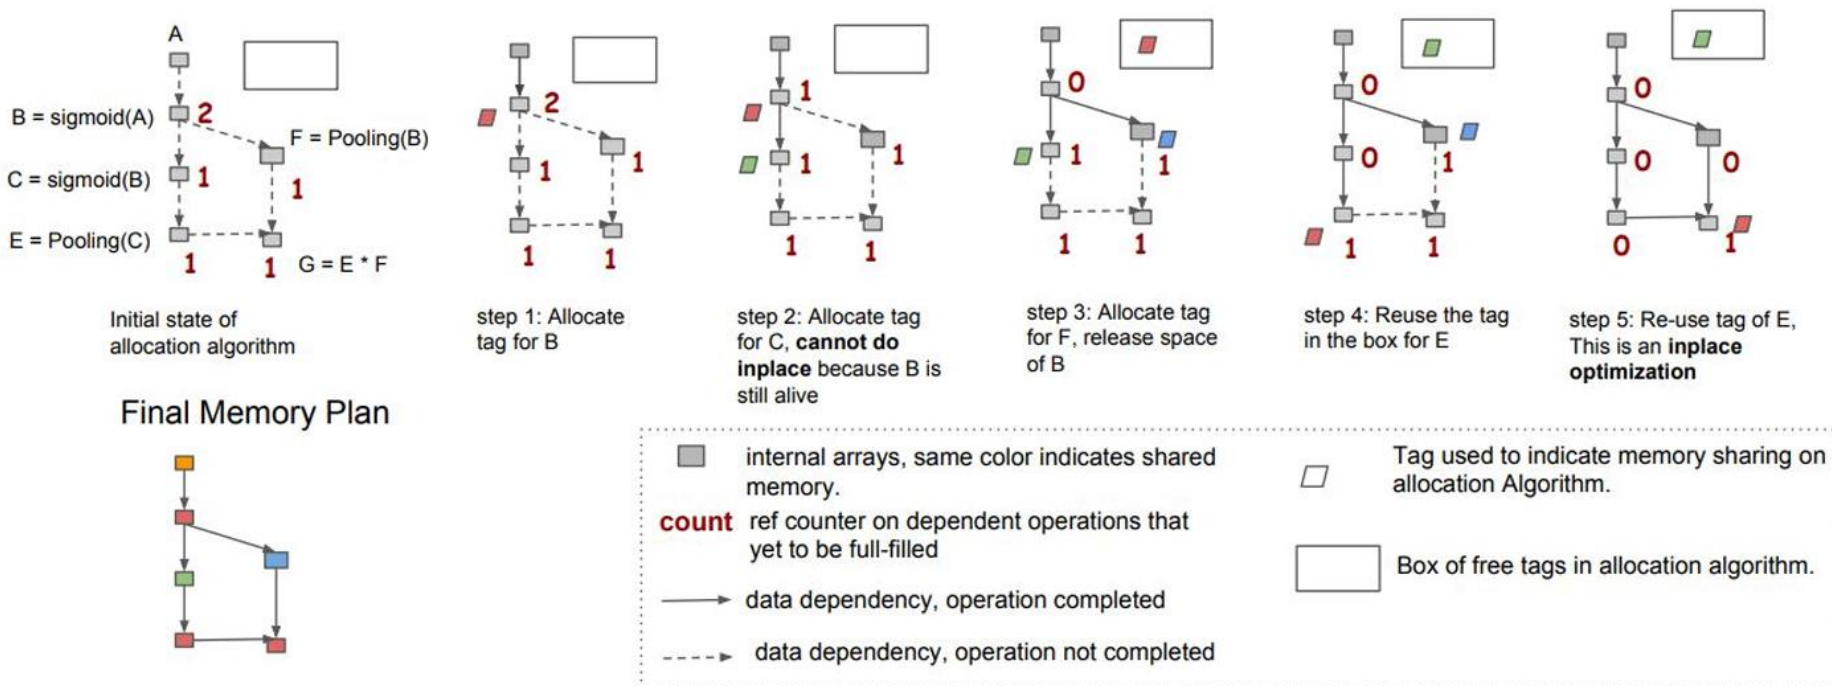 A
B = sigmoid(A)
2
F = Pooling(B)
C = sigmoid(B)
1
1
E = Pooling(C)
1
1
G = E * F
Initial state of
allocation algorithm
2
1
1
1
1
step 1: Allocate
tag for B
1
1
1
1
1
step 2: Allocate tag
for C, cannot do
inplace because B is
still alive
0
1
1
1
1
step 3: Allocate tag
for F, release space
of B
0
0
1
1
1
step 4: Reuse the tag
in the box for E
0
0
0
0
1
step 5: Re-use tag of E,
This is an inplace
optimization
Final Memory Plan
internal arrays, same color indicates shared
memory.
count ref counter on dependent operations that
yet to be full-filled
data dependency, operation completed
data dependency, operation not completed
Tag used to indicate memory sharing on
allocation Algorithm.
Box of free tags in allocation algorithm.